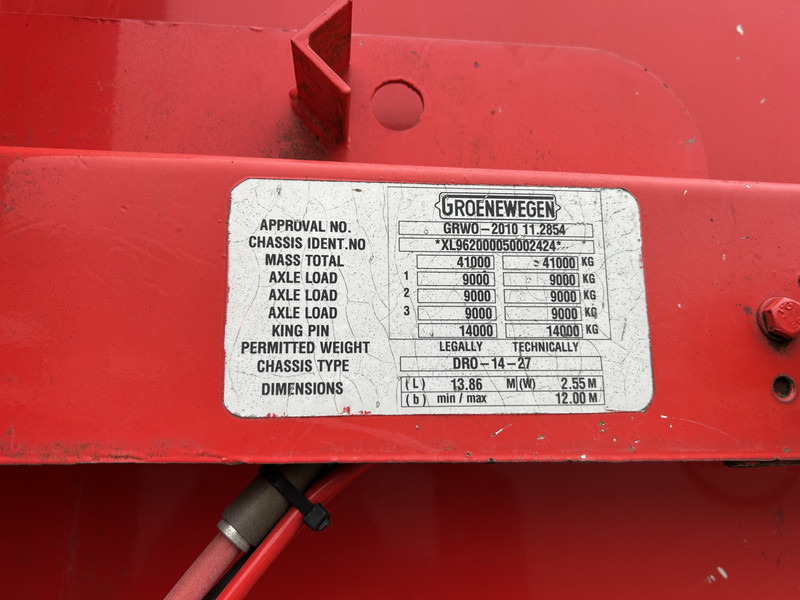 GROENEWEGEN
APPROVAL NO. GRWO-2010 11.2854
CHASSIS IDENT.NO *XL962000050002424*
MASS TOTAL 41000 41000 KG
AXLE LOAD 1 9000 9000 KG
AXLE LOAD 2 9000 9000 KG
AXLE LOAD 3 9000 9000 KG
KING PIN 14000 14000 KG
PERMITTED WEIGHT LEGALLY TECHNICALLY
CHASSIS TYPE DRO-14-27
DIMENSIONS (L) 13.86 M (W) 2.55 M
(b) min / max 12.00 M